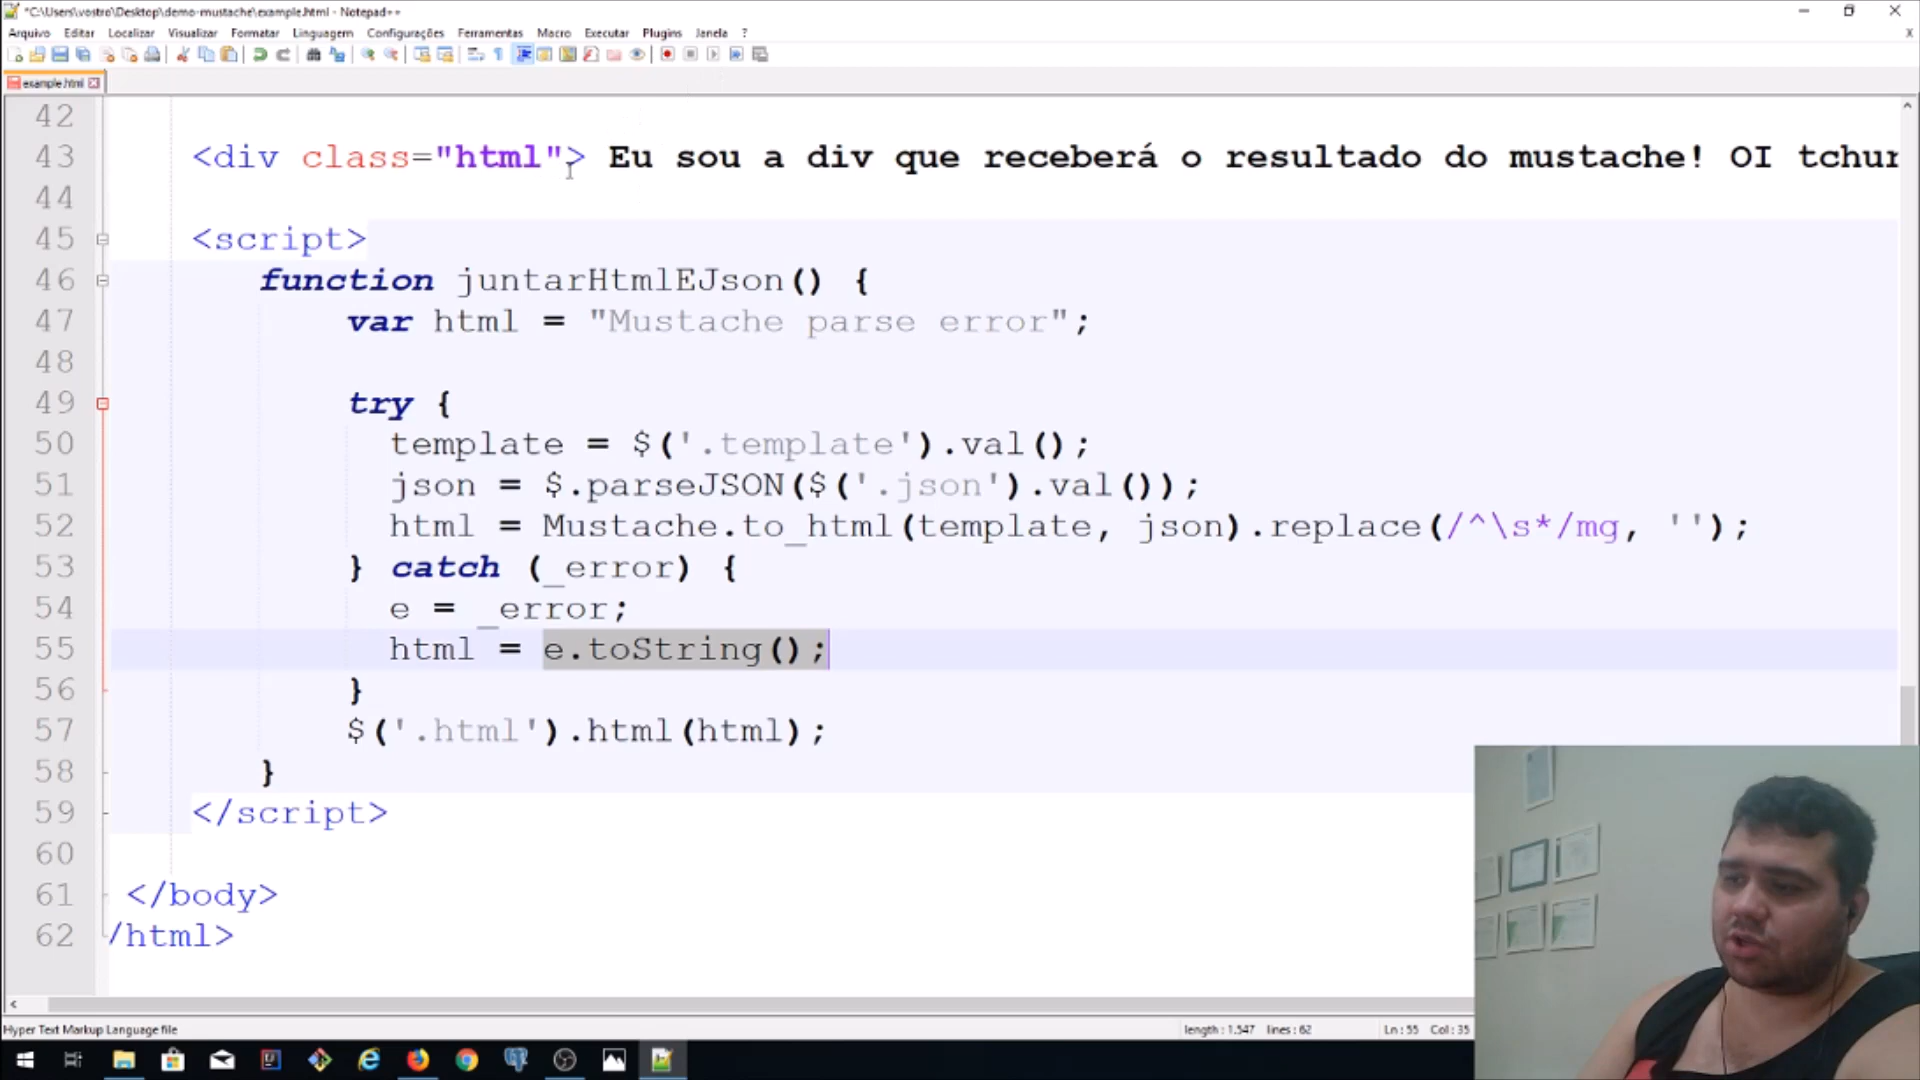 *C:\Users\vostro\Desktop\demo-mustache\example.html - Notepad++
Arquivo Editar Localizar Visualizar Formatar Linguagem Configurações Ferramentas Macro Executar Plugins Janela ? X
example.html
42
43 <div class="html"> Eu sou a div que receberá o resultado do mustache! OI tchur
44
45 <script>
46 function juntarHtmlEJson() {
47 var html = "Mustache parse error";
48
49 try {
50 template = $('.template').val();
51 json = $.parseJSON($('.json').val());
52 html = Mustache.to_html(template, json).replace(/^\s*/mg, '');
53 } catch (_error) {
54 e = _error;
55 html = e.toString();
56 }
57 $('.html').html(html);
58 }
59 </script>
60
61 </body>
62 /html>
Hyper Text Markup Language file length : 1.547 lines : 62 Ln : 55 Col : 35